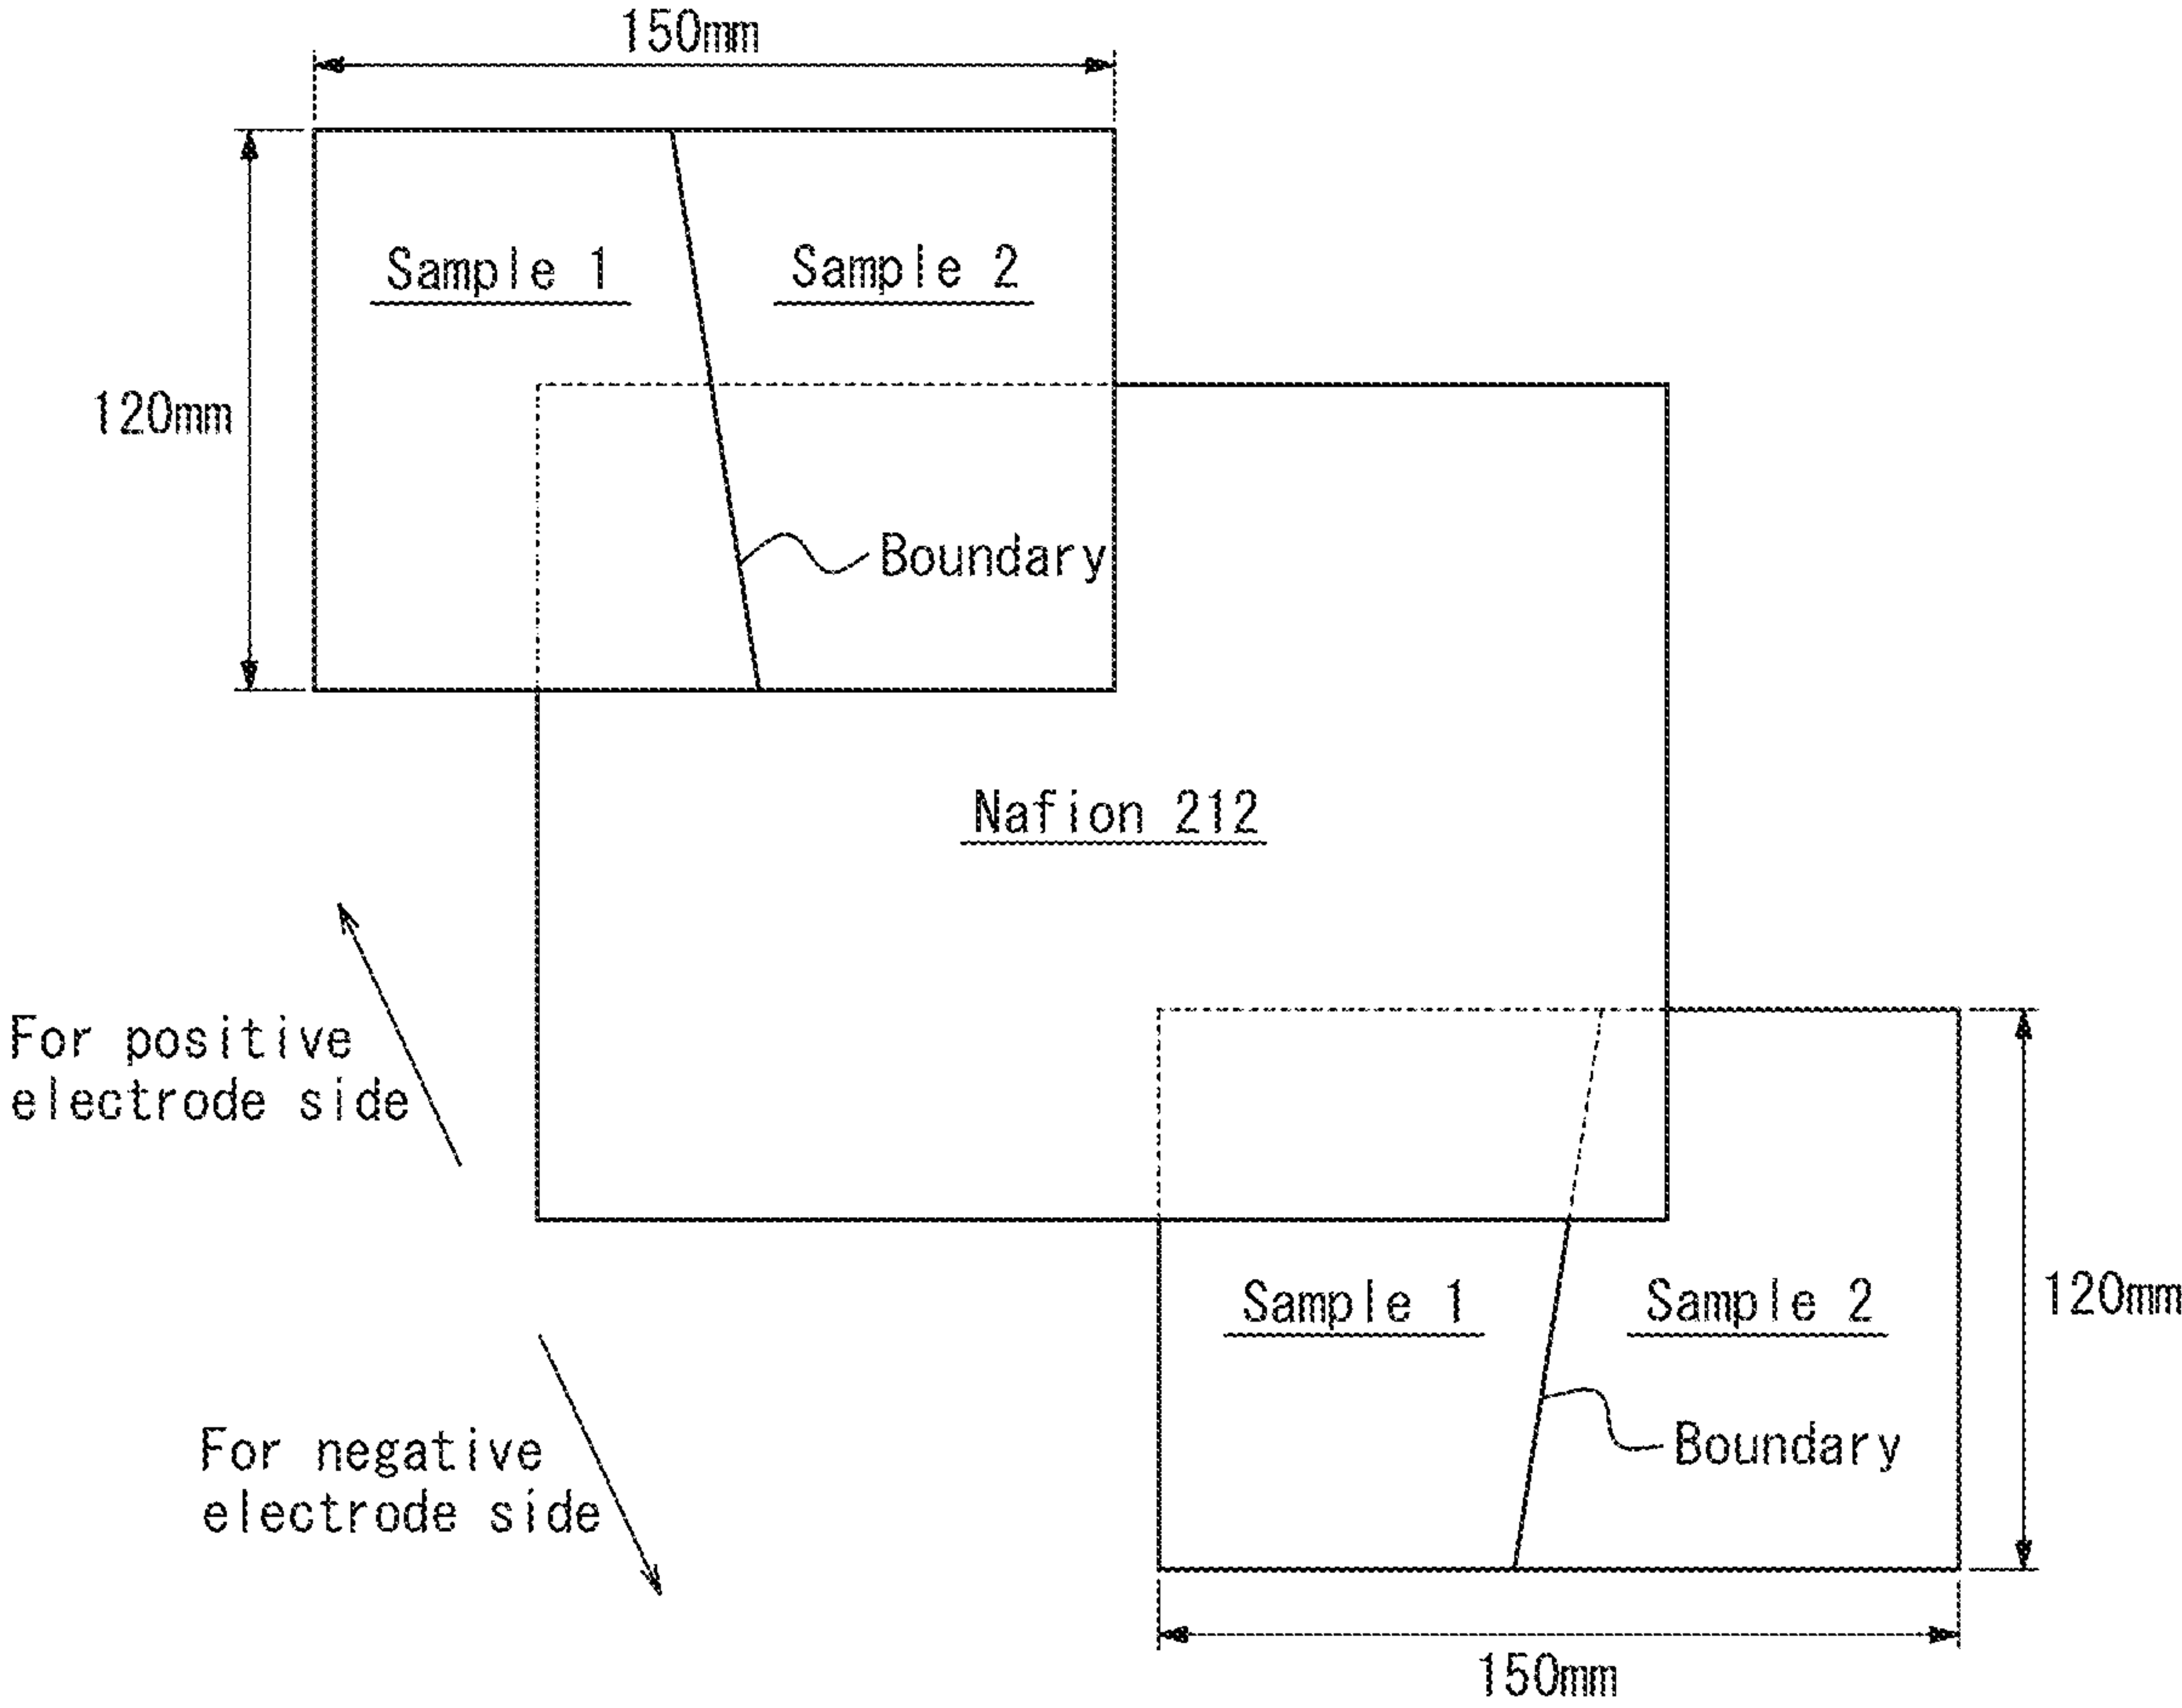 150mm
Sample 1
Sample 2
120mm
Boundary
Nafion 212
For positive
electrode side
Sample 1
Sample 2
120mm
Boundary
For negative
electrode side
150mm